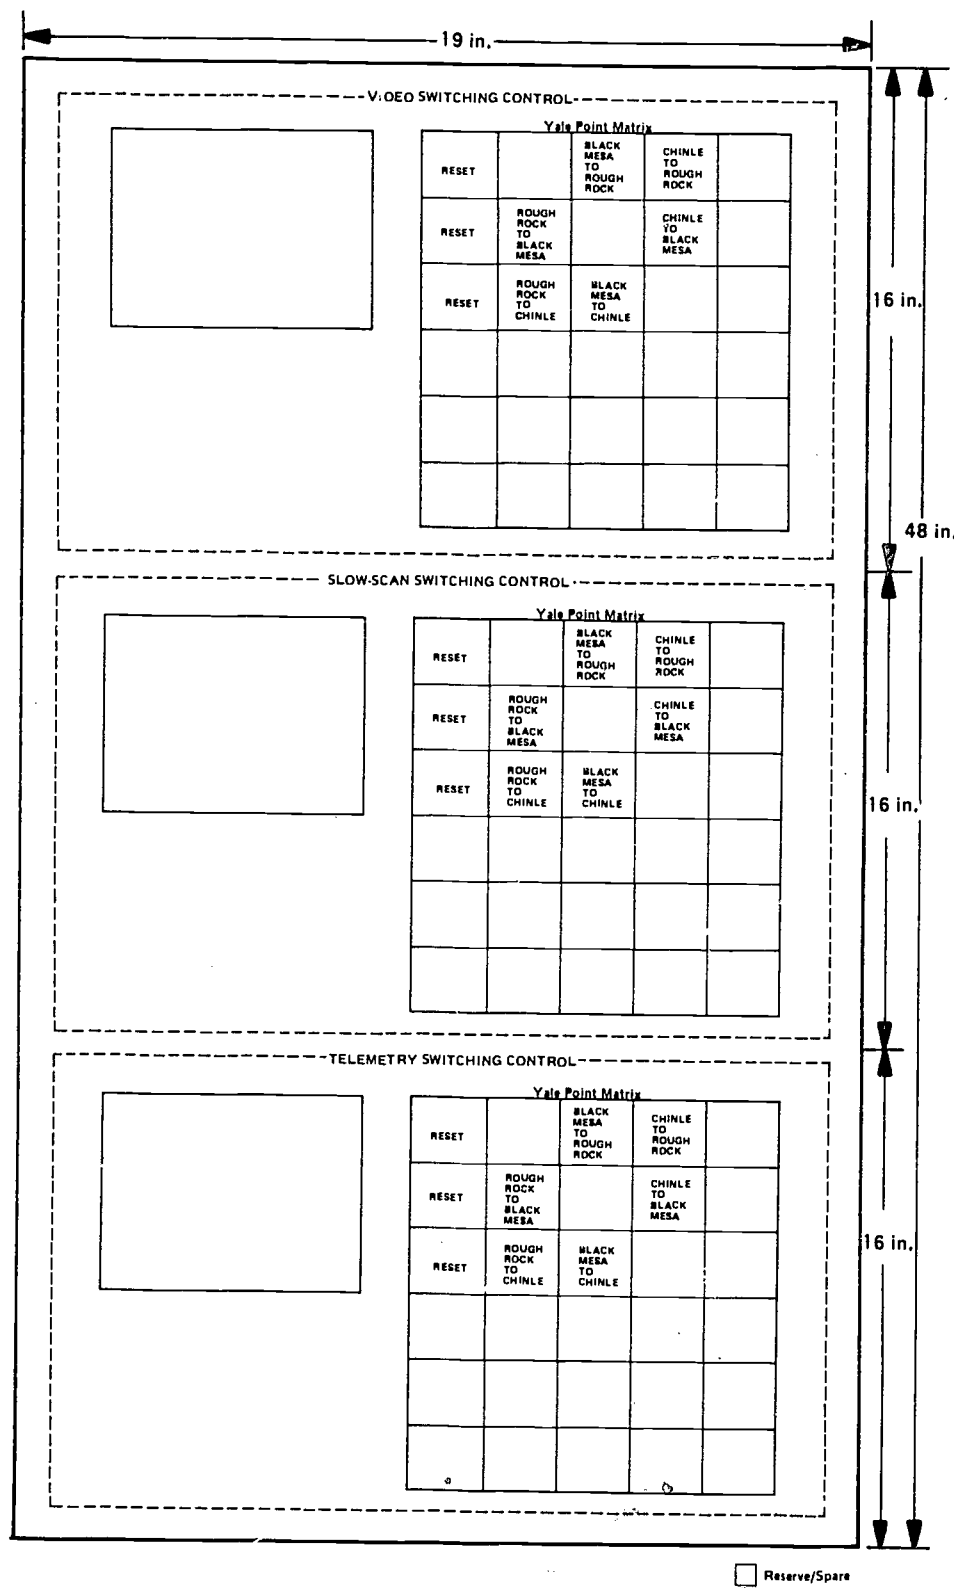 19 in.
VIDEO SWITCHING CONTROL
Yale Point Matrix
RESET
BLACK
MESA
TO
ROUGH
ROCK
CHINLE
TO
ROUGH
ROCK
RESET
ROUGH
ROCK
TO
BLACK
MESA
CHINLE
TO
BLACK
MESA
RESET
ROUGH
ROCK
TO
CHINLE
BLACK
MESA
TO
CHINLE
16 in.
48 in.
SLOW-SCAN SWITCHING CONTROL
Yale Point Matrix
RESET
BLACK
MESA
TO
ROUGH
ROCK
CHINLE
TO
ROUGH
ROCK
RESET
ROUGH
ROCK
TO
BLACK
MESA
CHINLE
TO
BLACK
MESA
RESET
ROUGH
ROCK
TO
CHINLE
BLACK
MESA
TO
CHINLE
16 in.
TELEMETRY SWITCHING CONTROL
Yale Point Matrix
RESET
BLACK
MESA
TO
ROUGH
ROCK
CHINLE
TO
ROUGH
ROCK
RESET
ROUGH
ROCK
TO
BLACK
MESA
CHINLE
TO
BLACK
MESA
RESET
ROUGH
ROCK
TO
CHINLE
BLACK
MESA
TO
CHINLE
16 in.
Reserve/Spare